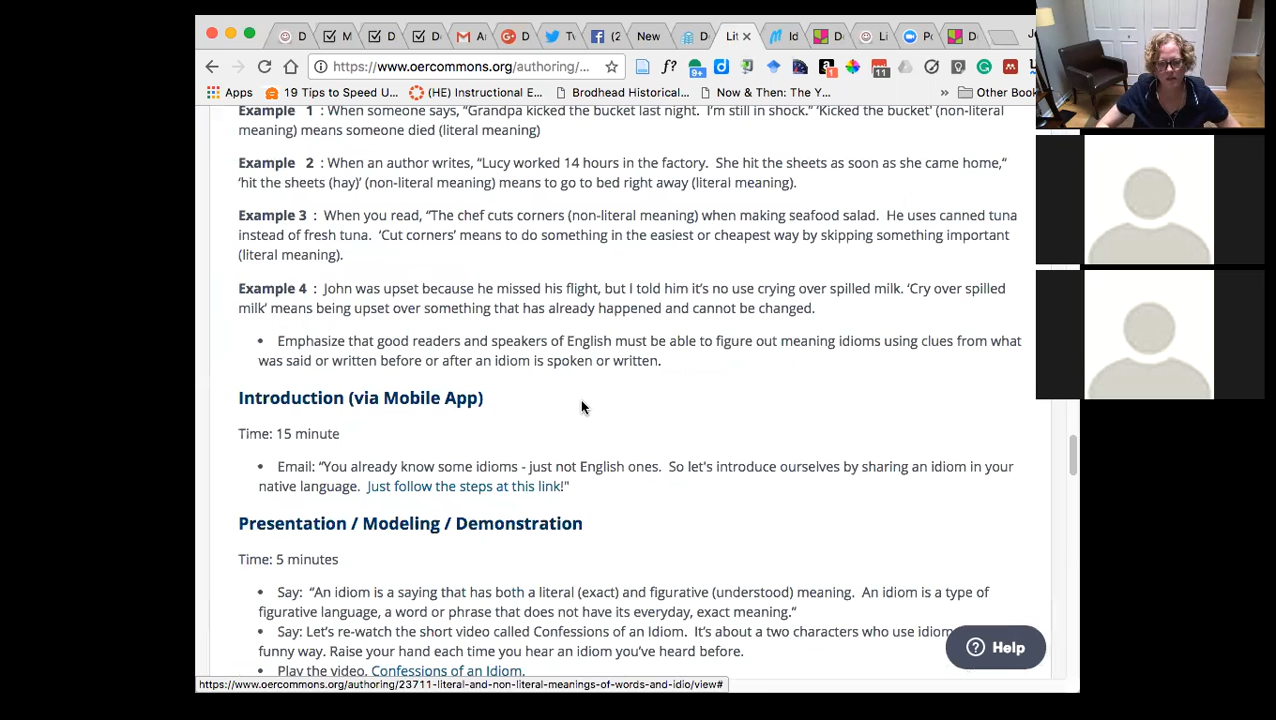 D
M
D
D
A
D
Tv
(2
New
D
Lit
Id
D
Li
Po
D
Je
https://www.oercommons.org/authoring/...
f?
9+
1
11
Apps
19 Tips to Speed U...
(HE) Instructional E...
Brodhead Historical...
Now & Then: The Y...
»
Other Book
Example 1 : When someone says, “Grandpa kicked the bucket last night. I’m still in shock.” ‘Kicked the bucket’ (non-literal
meaning) means someone died (literal meaning)
Example 2 : When an author writes, “Lucy worked 14 hours in the factory. She hit the sheets as soon as she came home,“
‘hit the sheets (hay)’ (non-literal meaning) means to go to bed right away (literal meaning).
Example 3 : When you read, “The chef cuts corners (non-literal meaning) when making seafood salad. He uses canned tuna
instead of fresh tuna. ‘Cut corners’ means to do something in the easiest or cheapest way by skipping something important
(literal meaning).
Example 4 : John was upset because he missed his flight, but I told him it’s no use crying over spilled milk. ‘Cry over spilled
milk’ means being upset over something that has already happened and cannot be changed.
• Emphasize that good readers and speakers of English must be able to figure out meaning idioms using clues from what
was said or written before or after an idiom is spoken or written.
Introduction (via Mobile App)
Time: 15 minute
• Email: “You already know some idioms - just not English ones. So let's introduce ourselves by sharing an idiom in your
native language. Just follow the steps at this link!"
Presentation / Modeling / Demonstration
Time: 5 minutes
• Say: “An idiom is a saying that has both a literal (exact) and figurative (understood) meaning. An idiom is a type of
figurative language, a word or phrase that does not have its everyday, exact meaning.“
• Say: Let’s re-watch the short video called Confessions of an Idiom. It’s about a two characters who use idiom
funny way. Raise your hand each time you hear an idiom you’ve heard before.
• Play the video, Confessions of an Idiom.
Help
https://www.oercommons.org/authoring/23711-literal-and-non-literal-meanings-of-words-and-idio/view#